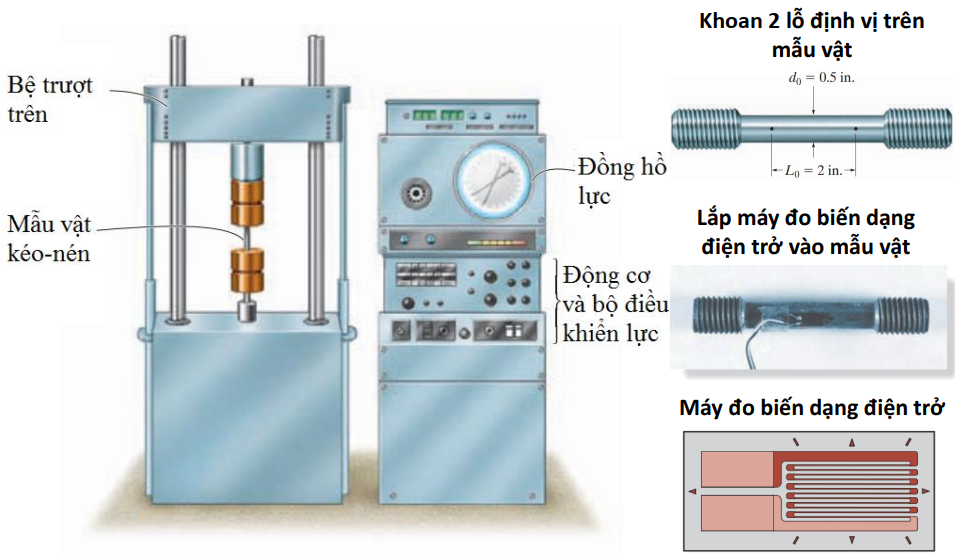 Bệ trượt
trên
Mẫu vật
kéo-nén
Đồng hồ
lực
Động cơ
và bộ điều
khiển lực
Khoan 2 lỗ định vị trên
mẫu vật
d₀ = 0.5 in.
L₀ = 2 in.
Lắp máy đo biến dạng
điện trở vào mẫu vật
Máy đo biến dạng điện trở